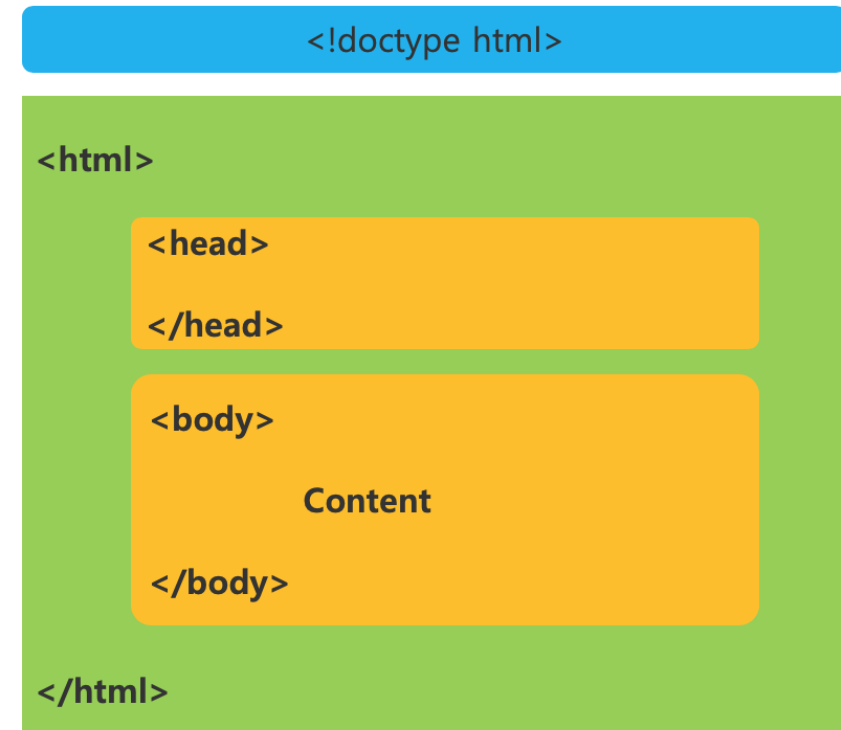 <!doctype html>
<html>
<head>
</head>
<body>
Content
</body>
</html>